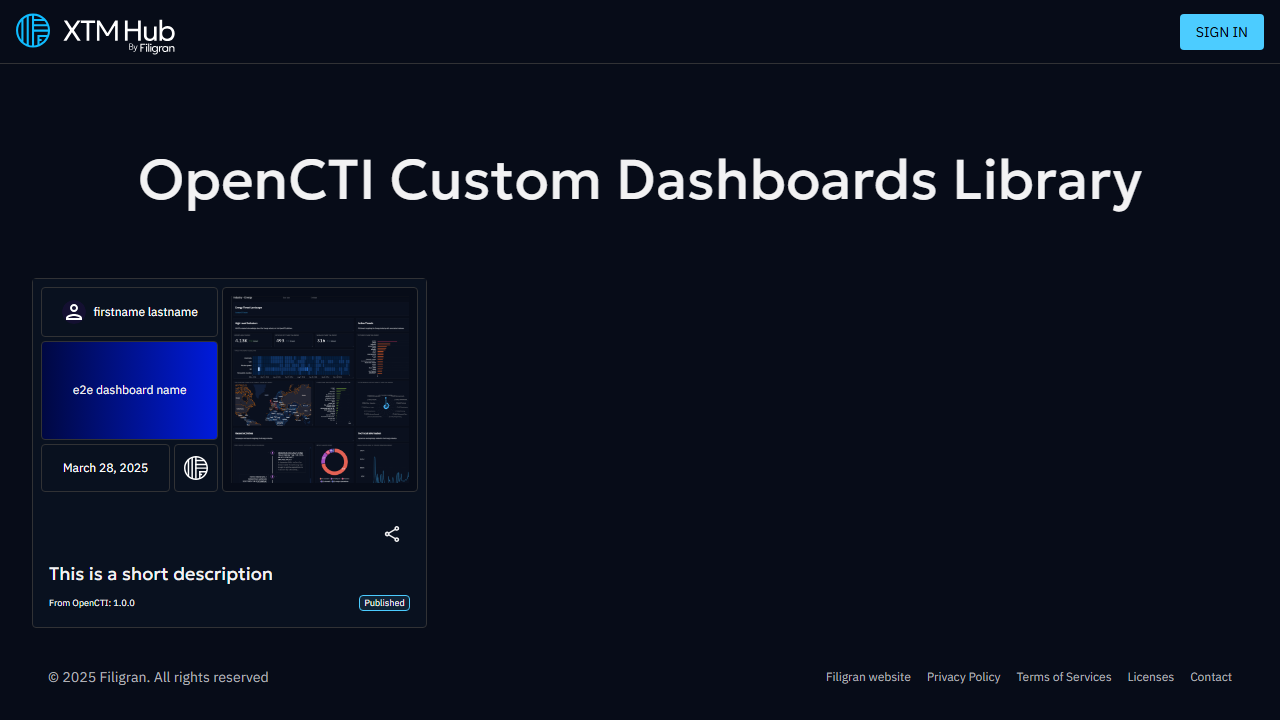 XTM Hub
By Filigran
SIGN IN
OpenCTI Custom Dashboards Library
firstname lastname
e2e dashboard name
March 28, 2025
This is a short description
From OpenCTI: 1.0.0
Published
© 2025 Filigran. All rights reserved
Filigran website
Privacy Policy
Terms of Services
Licenses
Contact